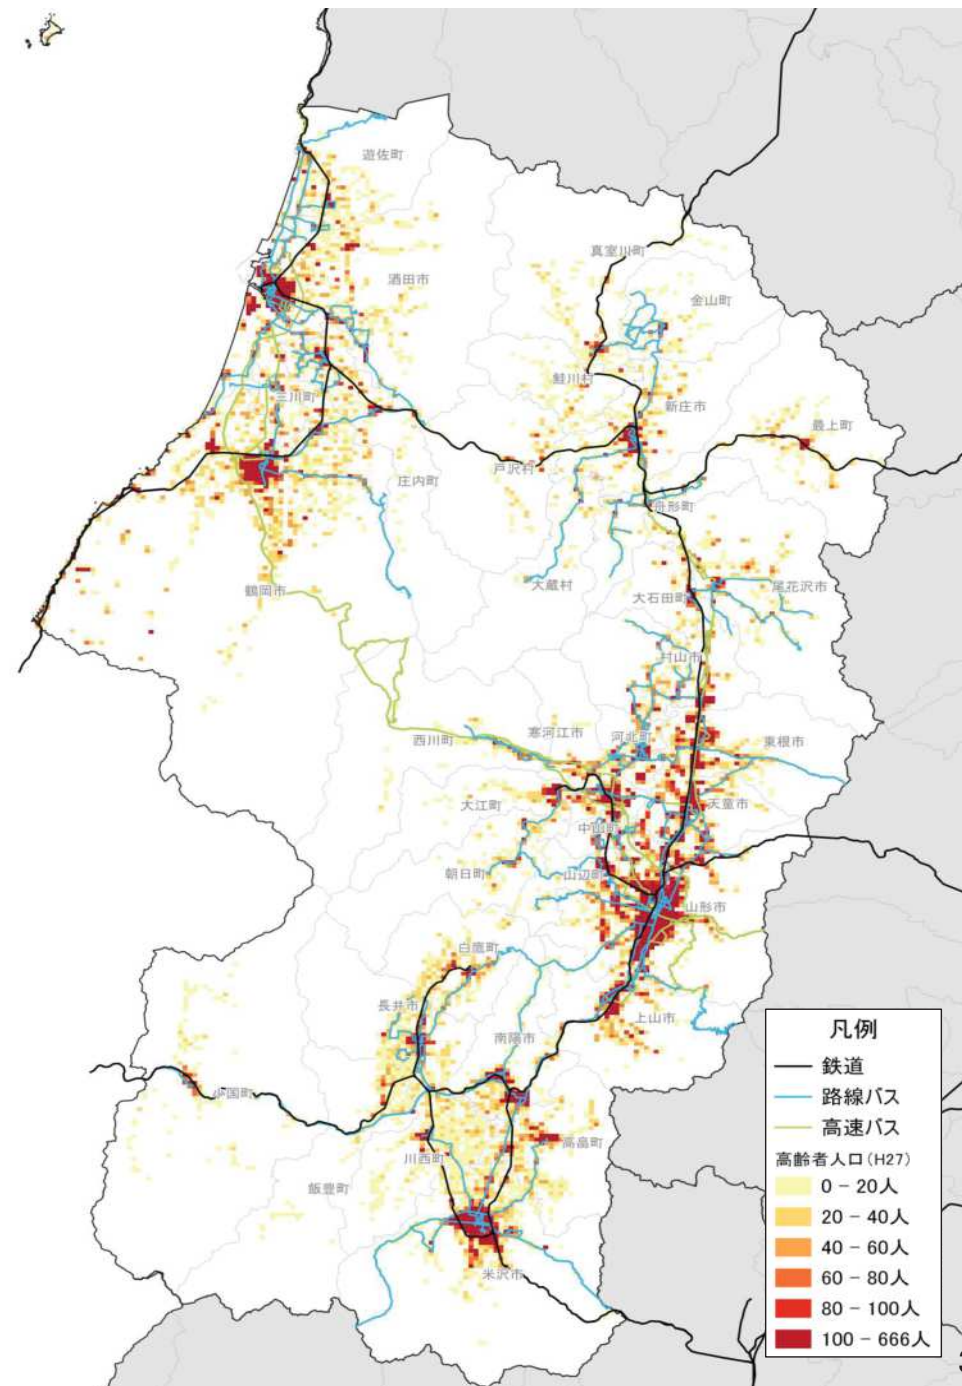 遊佐町
真室川町
酒田市
金山町
鮭川村
三川町
新庄市
最上町
戸沢村
庄内町
舟形町
大蔵村
鶴岡市
大石田町
尾花沢市
村山市
西川町
寒河江市
河北町
東根市
大江町
天童市
中山町
朝日町
山辺町
山形市
白鷹町
長井市
南陽市
上山市
小国町
川西町
高畠町
飯豊町
米沢市
凡例
鉄道
路線バス
高速バス
高齢者人口(H27)
0 - 20人
20 - 40人
40 - 60人
60 - 80人
80 - 100人
100 - 666人